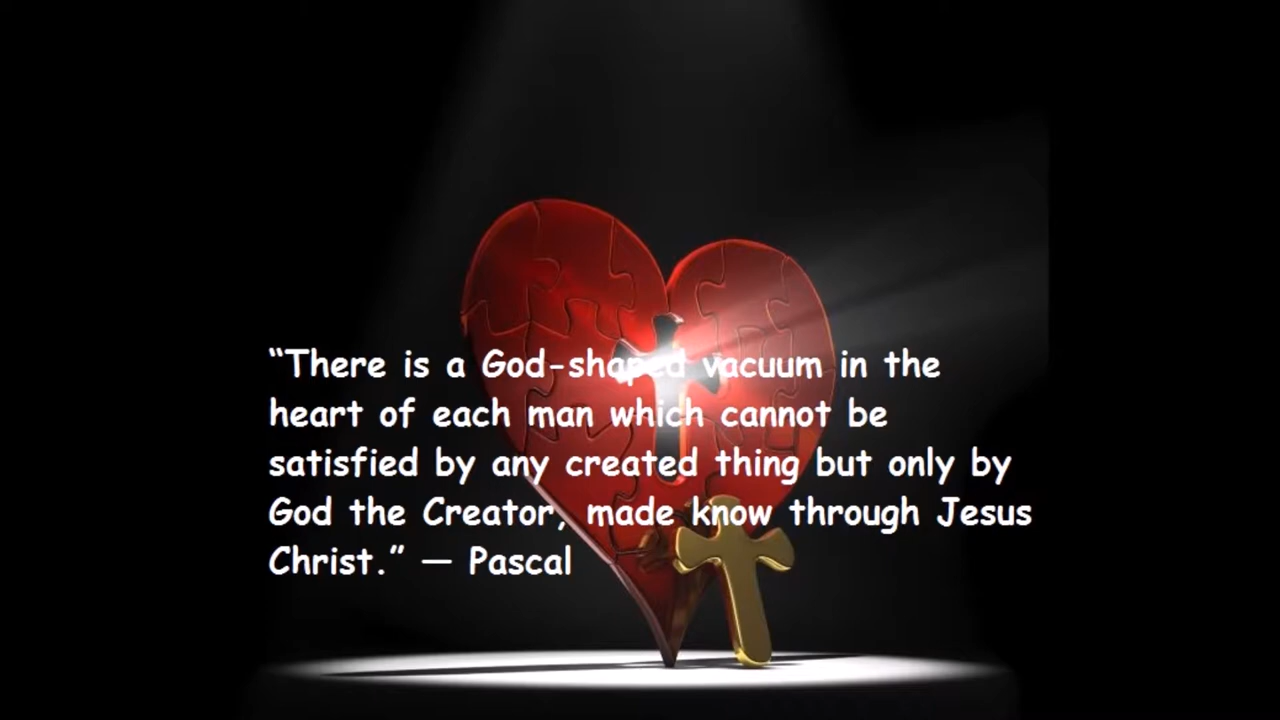 “There is a God-shaped vacuum in the
heart of each man which cannot be
satisfied by any created thing but only by
God the Creator, made know through Jesus
Christ.” — Pascal